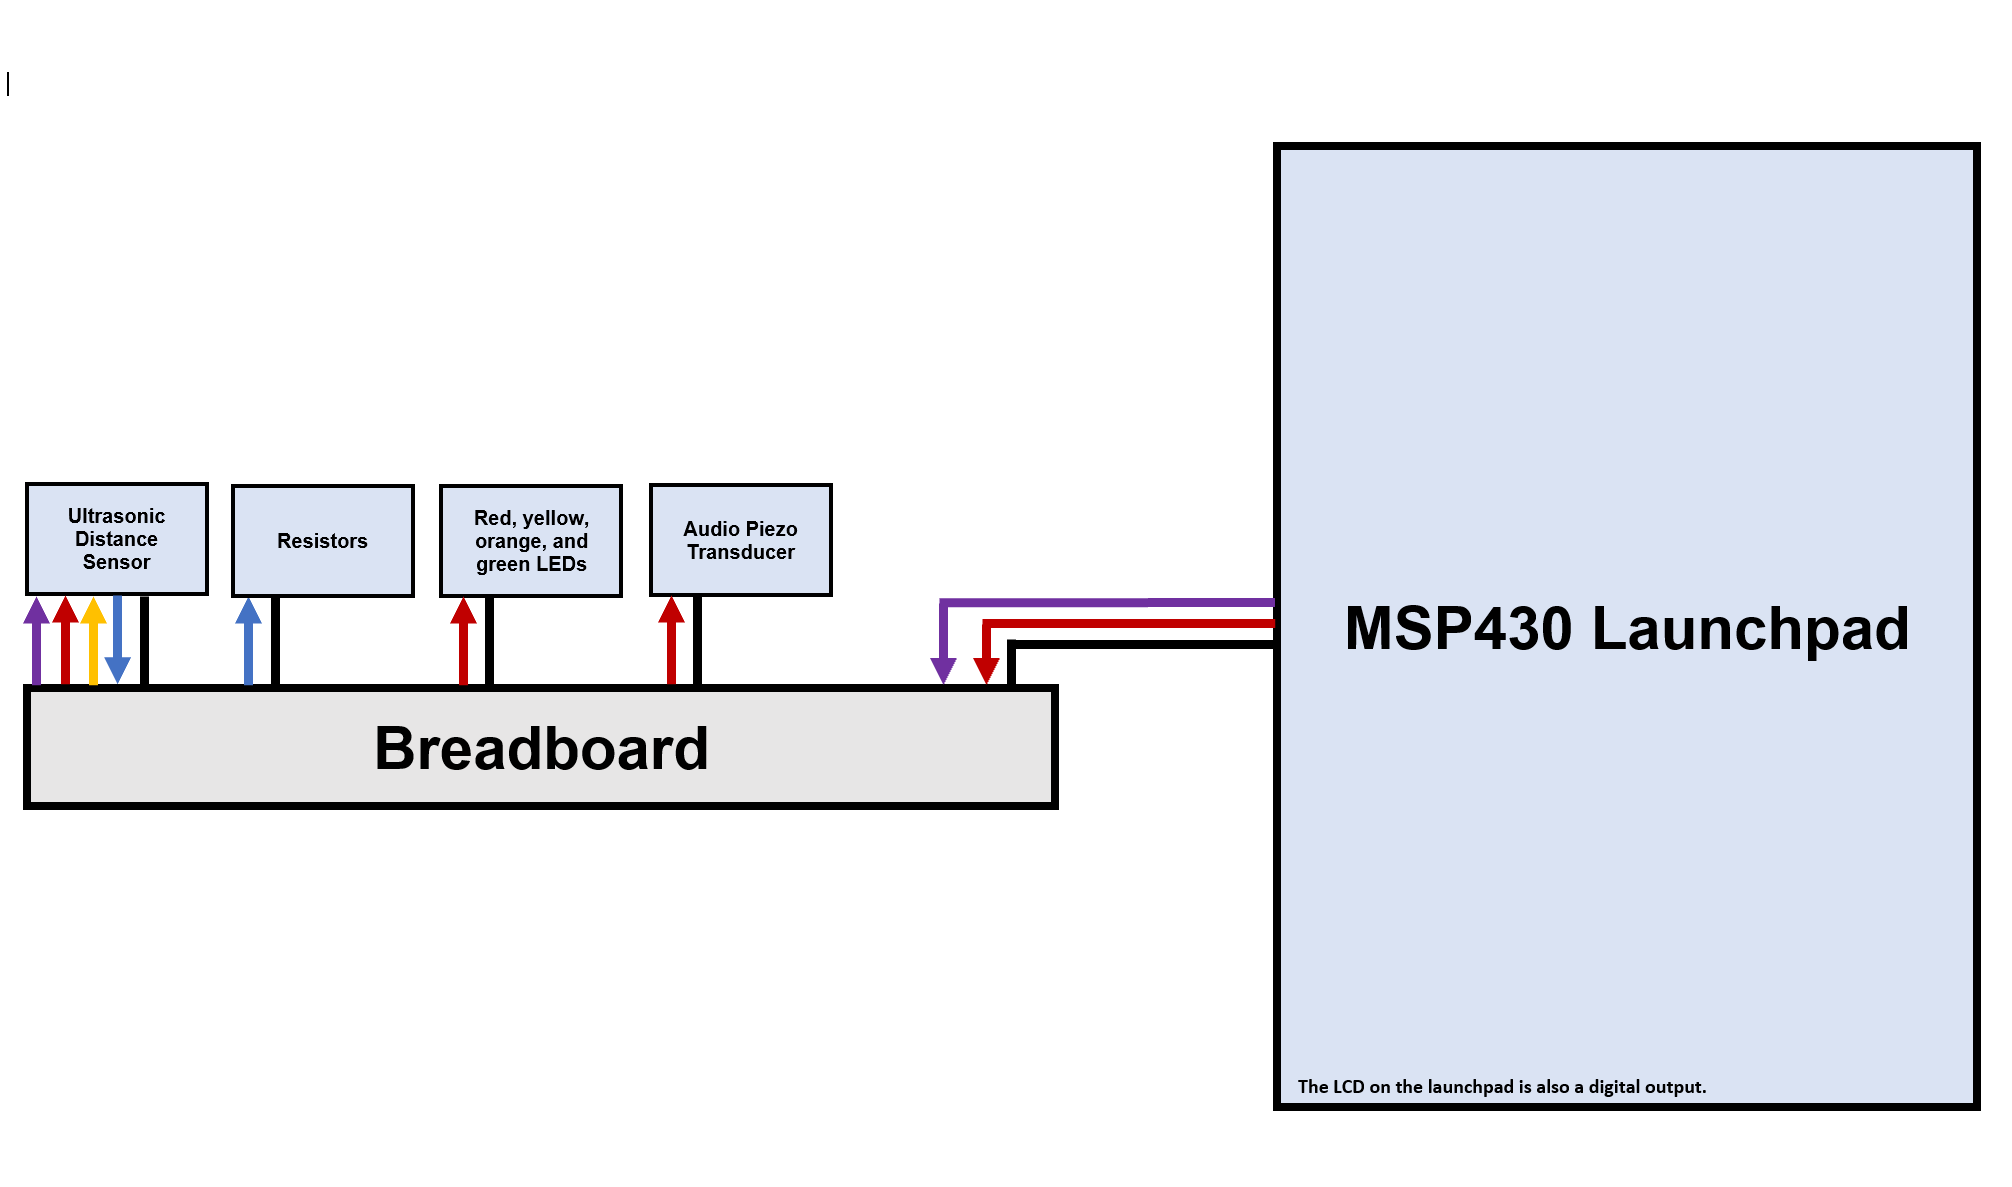 Ultrasonic
Distance
Sensor
Resistors
Red, yellow,
orange, and
green LEDs
Audio Piezo
Transducer
MSP430 Launchpad
Breadboard
The LCD on the launchpad is also a digital output.